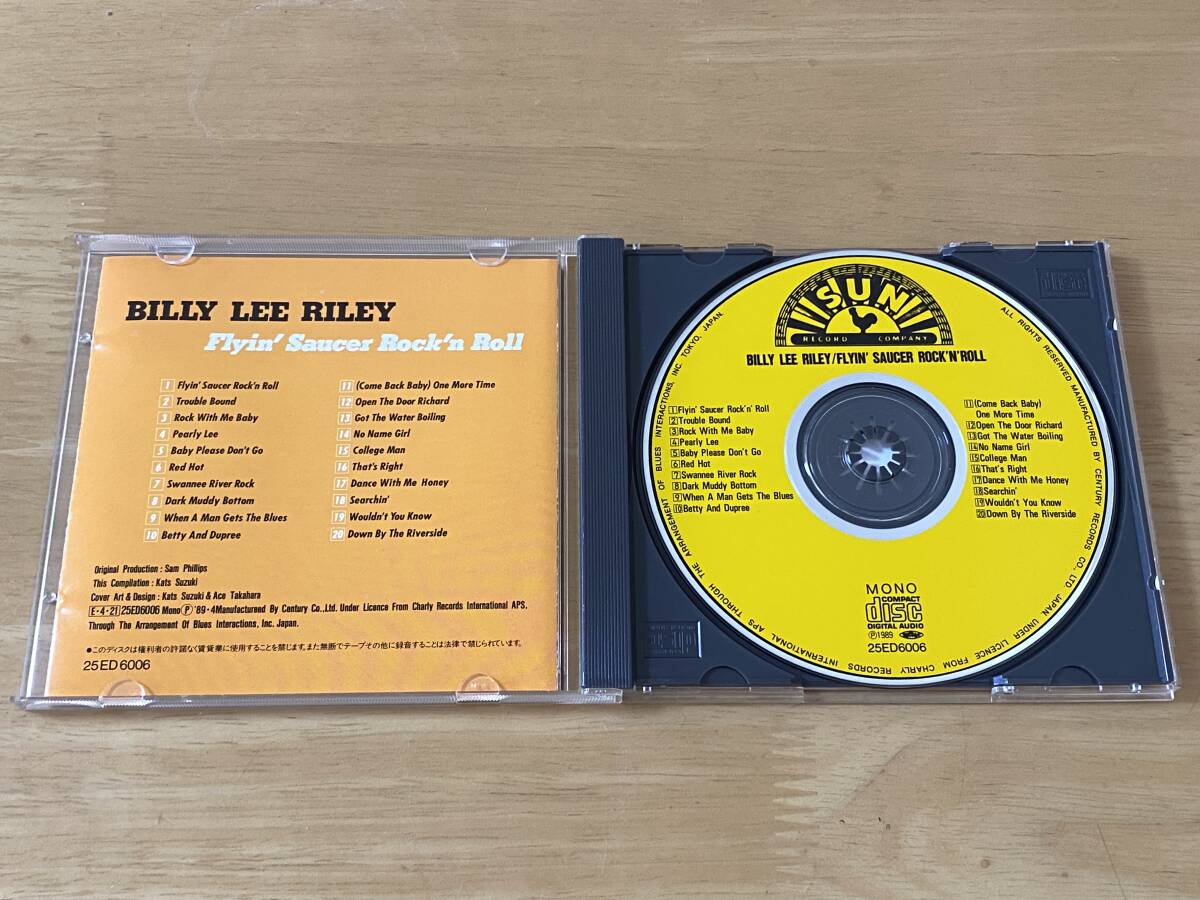 BILLY LEE RILEY
Flyin' Saucer Rock'n Roll
1 Flyin' Saucer Rock'n Roll
2 Trouble Bound
3 Rock With Me Baby
4 Pearly Lee
5 Baby Please Don't Go
6 Red Hot
7 Swannee River Rock
8 Dark Muddy Bottom
9 When A Man Gets The Blues
10 Betty And Dupree
11 (Come Back Baby) One More Time
12 Open The Door Richard
13 Got The Water Boiling
14 No Name Girl
15 College Man
16 That's Right
17 Dance With Me Honey
18 Searchin'
19 Wouldn't You Know
20 Down By The Riverside
Original Production : Sam Phillips
This Compilation : Kats Suzuki
Cover Art & Design : Kats Suzuki & Ace Takahara
E・4・21 25ED6006 Mono Ⓟ'89・4 Manufactureed By Century Co.,Ltd. Under Licence From Charly Records International APS.
Through The Arrangement Of Blues Interactions, Inc. Japan.
●このディスクは権利者の許諾なく賃貸業に使用することを禁じます。また無断でテープその他に録音することは法律で禁じられています。
25ED6006
SUN
RECORD COMPANY
BILLY LEE RILEY/FLYIN' SAUCER ROCK'N'ROLL
1 Flyin' Saucer Rock'n' Roll
2 Trouble Bound
3 Rock With Me Baby
4 Pearly Lee
5 Baby Please Don't Go
6 Red Hot
7 Swannee River Rock
8 Dark Muddy Bottom
9 When A Man Gets The Blues
10 Betty And Dupree
11 (Come Back Baby)
One More Time
12 Open The Door Richard
13 Got The Water Boiling
14 No Name Girl
15 College Man
16 That's Right
17 Dance With Me Honey
18 Searchin'
19 Wouldn't You Know
20 Down By The Riverside
MONO
COMPACT
disc
DIGITAL AUDIO
Ⓟ1989
25ED6006
ALL RIGHTS RESERVED MANUFACTURED BY CENTURY RECORDS CO., LTD JAPAN. UNDER LICENCE FROM CHARLY RECORDS INTERNATIONAL APS THROUGH THE ARRANGEMENT OF BLUES INTERACTIONS, INC TOKYO, JAPAN.